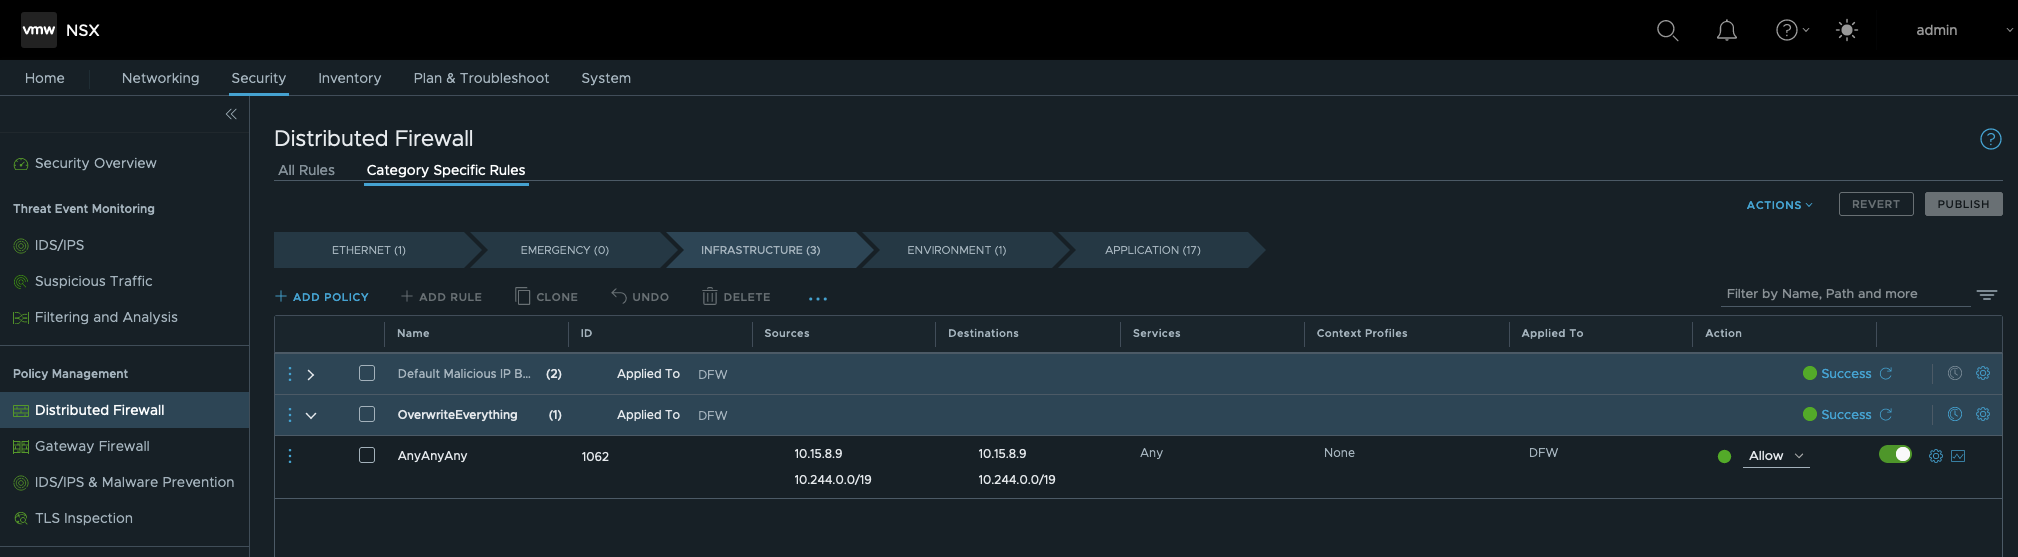 vmw NSX
admin
Home Networking Security Inventory Plan & Troubleshoot System
Security Overview
Threat Event Monitoring
IDS/IPS
Suspicious Traffic
Filtering and Analysis
Policy Management
Distributed Firewall
Gateway Firewall
IDS/IPS & Malware Prevention
TLS Inspection
Distributed Firewall
All Rules Category Specific Rules
ACTIONS REVERT PUBLISH
ETHERNET (1) EMERGENCY (0) INFRASTRUCTURE (3) ENVIRONMENT (1) APPLICATION (17)
+ ADD POLICY + ADD RULE CLONE UNDO DELETE ... Filter by Name, Path and more
Name ID Sources Destinations Services Context Profiles Applied To Action
Default Malicious IP B... (2) Applied To DFW Success
OverwriteEverything (1) Applied To DFW Success
AnyAnyAny 1062 10.15.8.9 10.15.8.9 Any None DFW Allow
10.244.0.0/19 10.244.0.0/19